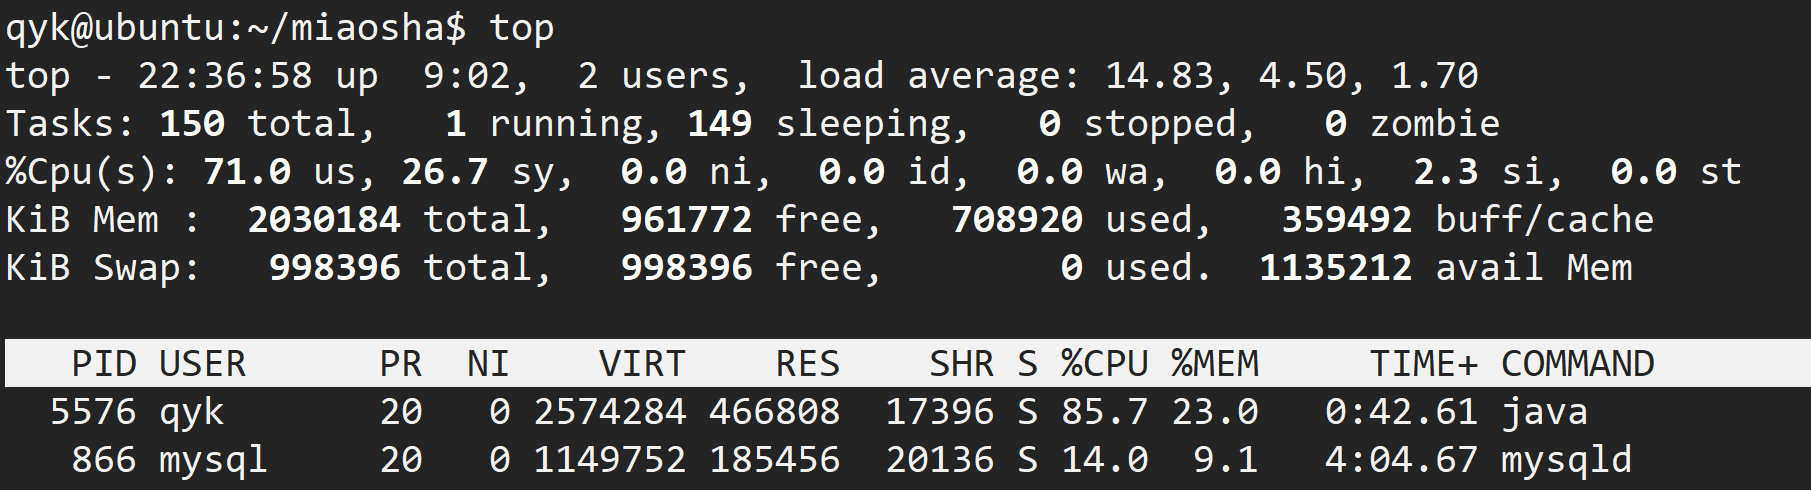 qyk@ubuntu:~/miaosha$ top
top - 22:36:58 up  9:02,  2 users,  load average: 14.83, 4.50, 1.70
Tasks: 150 total,   1 running, 149 sleeping,   0 stopped,   0 zombie
%Cpu(s): 71.0 us, 26.7 sy,  0.0 ni,  0.0 id,  0.0 wa,  0.0 hi,  2.3 si,  0.0 st
KiB Mem :  2030184 total,   961772 free,   708920 used,   359492 buff/cache
KiB Swap:   998396 total,   998396 free,        0 used.  1135212 avail Mem
   PID USER      PR  NI    VIRT    RES    SHR S %CPU %MEM     TIME+ COMMAND
  5576 qyk       20   0 2574284 466808  17396 S 85.7 23.0   0:42.61 java
   866 mysql     20   0 1149752 185456  20136 S 14.0  9.1   4:04.67 mysqld